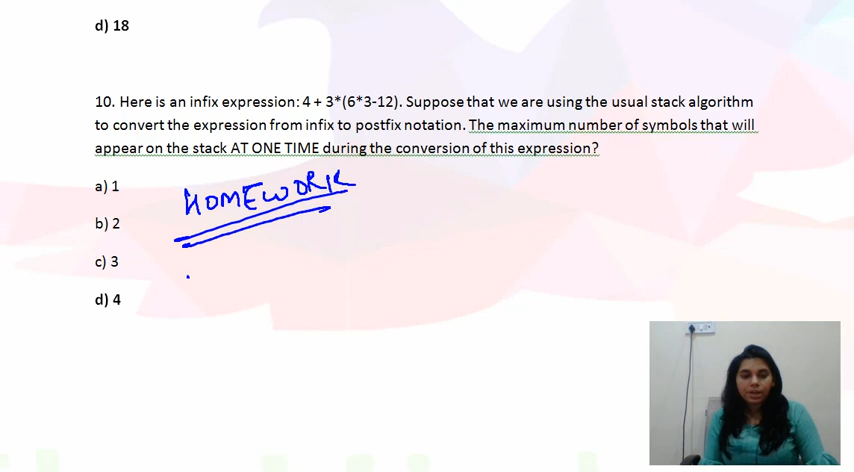 d) 18
10. Here is an infix expression: 4 + 3*(6*3-12). Suppose that we are using the usual stack algorithm
to convert the expression from infix to postfix notation. The maximum number of symbols that will
appear on the stack AT ONE TIME during the conversion of this expression?
a) 1
HOMEWORK
b) 2
c) 3
d) 4